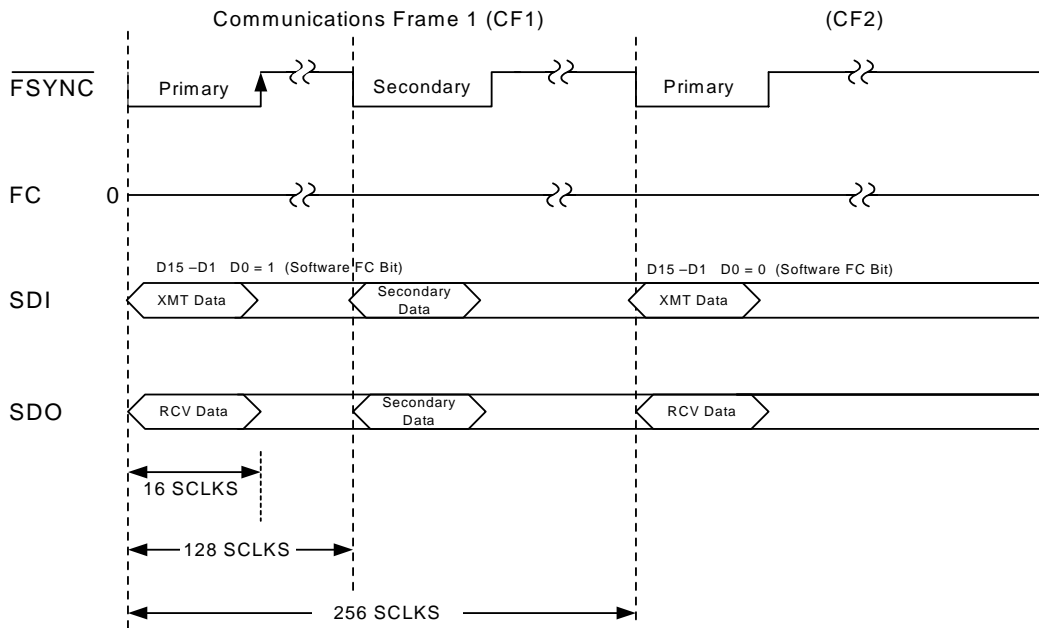 Communications Frame 1 (CF1) (CF2)
FSYNC Primary Secondary Primary
FC 0
D15 –D1 D0 = 1 (Software FC Bit) D15 –D1 D0 = 0 (Software FC Bit)
SDI XMT Data Secondary Data XMT Data
SDO RCV Data Secondary Data RCV Data
16 SCLKS
128 SCLKS
256 SCLKS